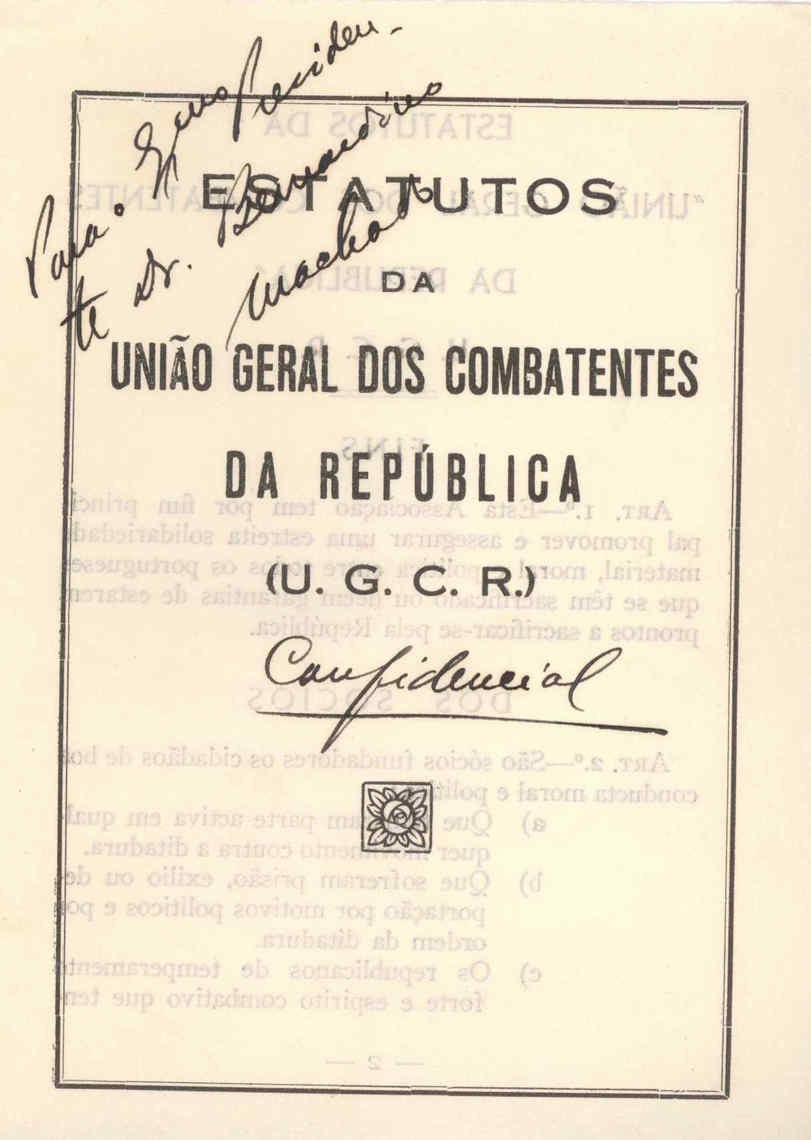 Para o Exmo Presiden-
te Dr. Bernardino
Machado
ESTATUTOS
DA
UNIÃO GERAL DOS COMBATENTES
DA REPÚBLICA
(U. G. C. R.)
Confidencial